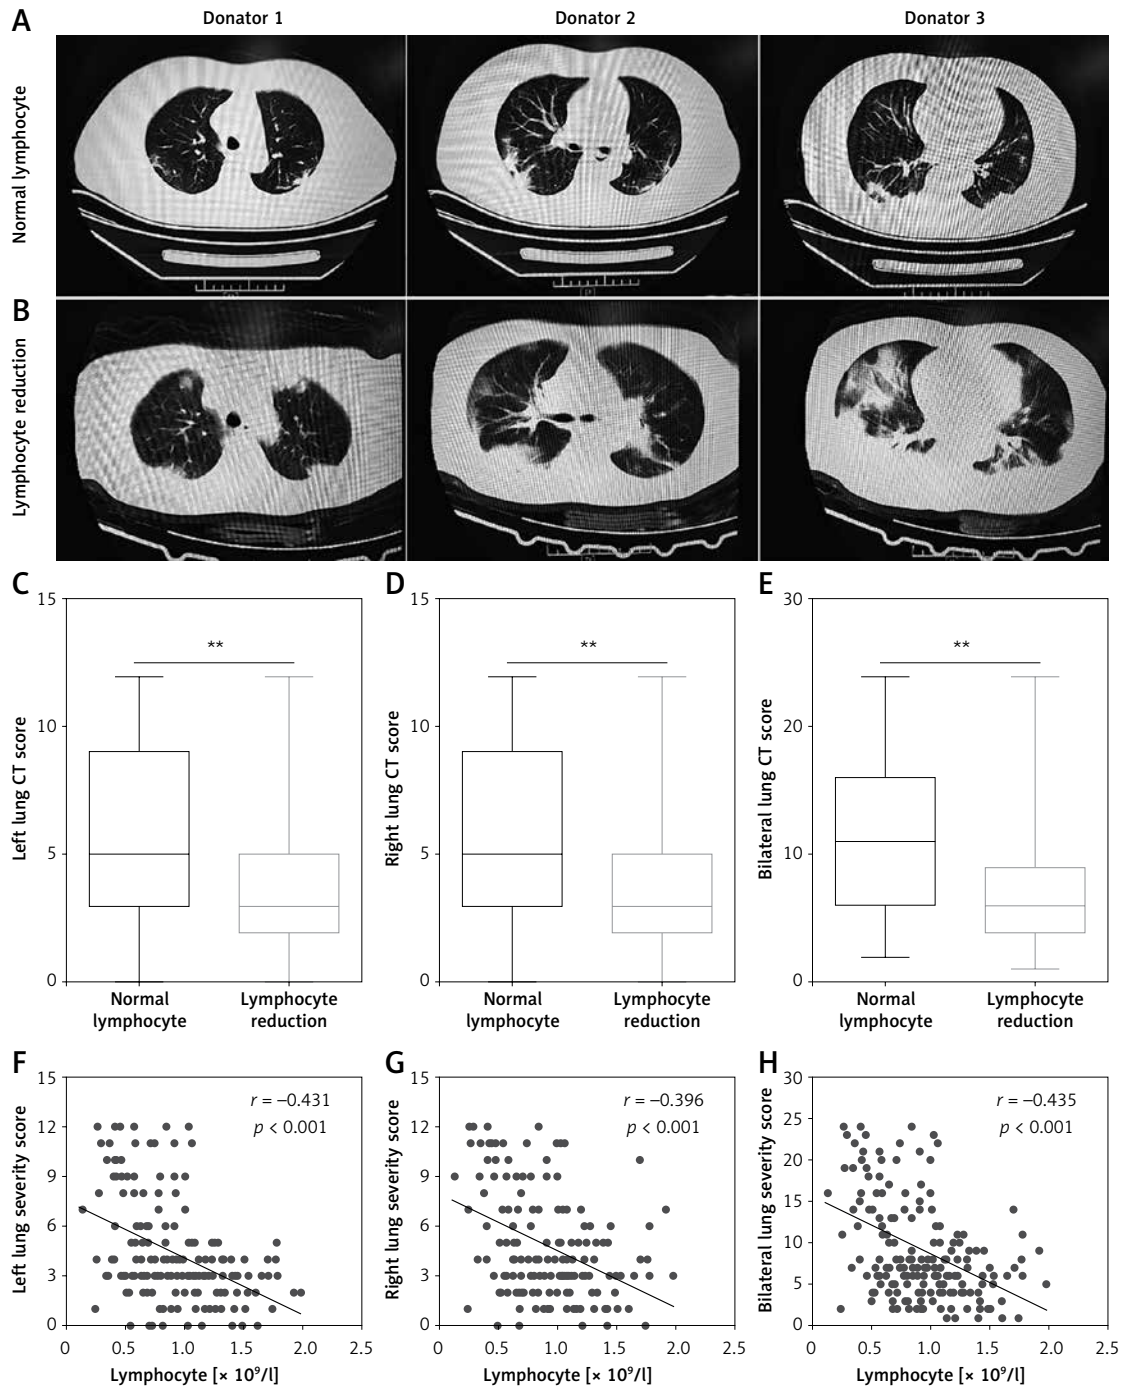 A
Donator 1
Donator 2
Donator 3
Normal lymphocyte
B
Lymphocyte reduction
C
15
10
5
0
Left lung CT score
**
Normal
lymphocyte
Lymphocyte
reduction
D
15
10
5
0
Right lung CT score
**
Normal
lymphocyte
Lymphocyte
reduction
E
30
20
10
0
Bilateral lung CT score
**
Normal
lymphocyte
Lymphocyte
reduction
F
15
12
9
6
3
0
Left lung severity score
r = –0.431
p < 0.001
0 0.5 1.0 1.5 2.0 2.5
Lymphocyte [× 10⁹/l]
G
15
12
9
6
3
0
Right lung severity score
r = –0.396
p < 0.001
0 0.5 1.0 1.5 2.0 2.5
Lymphocyte [× 10⁹/l]
H
30
25
20
15
10
5
0
Bilateral lung severity score
r = –0.435
p < 0.001
0 0.5 1.0 1.5 2.0 2.5
Lymphocyte [× 10⁹/l]